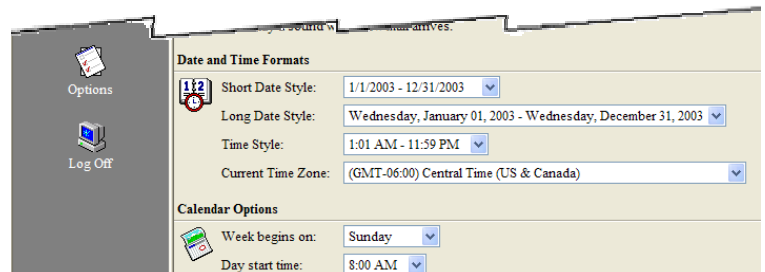 arrives.
Date and Time Formats
Options
Short Date Style: 1/1/2003 - 12/31/2003
Long Date Style: Wednesday, January 01, 2003 - Wednesday, December 31, 2003
Time Style: 1:01 AM - 11:59 PM
Log Off
Current Time Zone: (GMT-06:00) Central Time (US & Canada)
Calendar Options
Week begins on: Sunday
Day start time: 8:00 AM